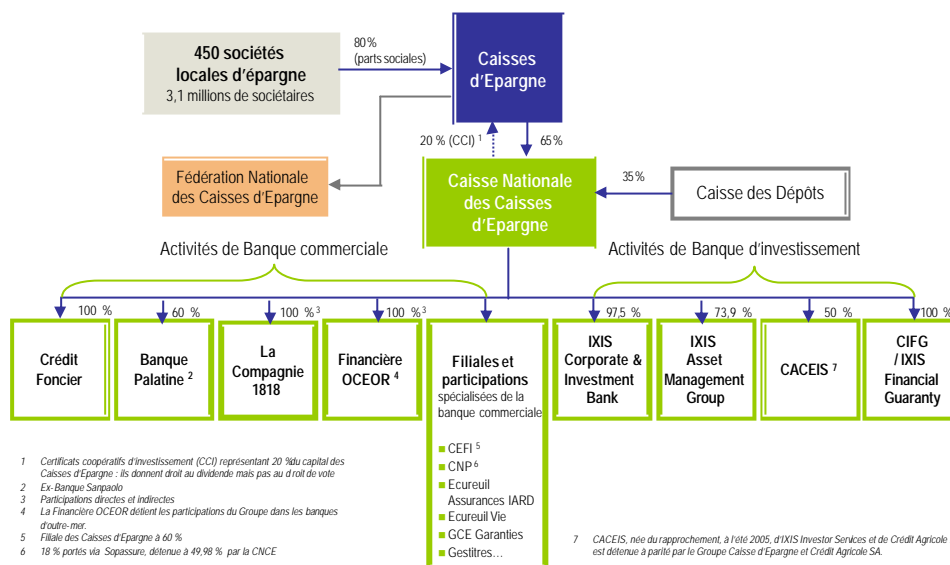 450 sociétés
locales d'épargne
3,1 millions de sociétaires
80%
(parts sociales)
Caisses
d'Epargne
20 % (CCI) 1
65%
Fédération Nationale
des Caisses d'Epargne
Caisse Nationale
des Caisses
d'Epargne
35%
Caisse des Dépôts
Activités de Banque commerciale
Activités de Banque d'investissement
100 %
60 %
100 % 3
100 % 3
97,5 %
73,9 %
50 %
100 %
Crédit
Foncier
Banque
Palatine 2
La
Compagnie
1818
Financière
OCEOR 4
Filiales et
participations
spécialisées de la
banque commerciale
CEFI 5
CNP 6
Ecureuil
Assurances IARD
Ecureuil Vie
GCE Garanties
Gestitres...
IXIS
Corporate &
Investment
Bank
IXIS
Asset
Management
Group
CACEIS 7
CIFG
/ IXIS
Financial
Guaranty
1 Certificats coopératifs d'investissement (CCI) représentant 20 %du capital des
Caisses d'Epargne : ils donnent droit au dividende mais pas au droit de vote
2 Ex-Banque Sanpaolo
3 Participations directes et indirectes
4 La Financière OCEOR détient les participations du Groupe dans les banques
d'outre-mer.
5 Filiale des Caisses d'Epargne à 60 %
6 18 % portés via Sopassure, détenue à 49,98 % par la CNCE
7 CACEIS, née du rapprochement, à l'été 2005, d'IXIS Investor Services et de Crédit Agricole
est détenue à parité par le Groupe Caisse d'Epargne et Crédit Agricole SA.